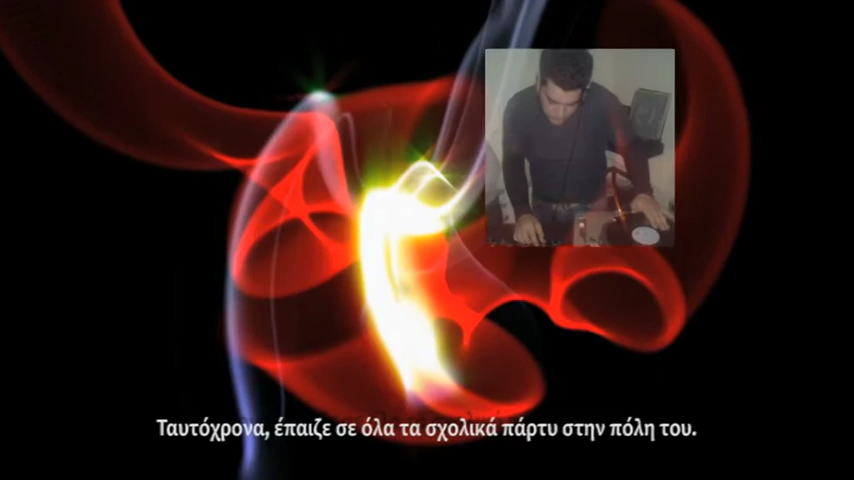 Ταυτόχρονα, έπαιζε σε όλα τα σχολικά πάρτυ στην πόλη του.